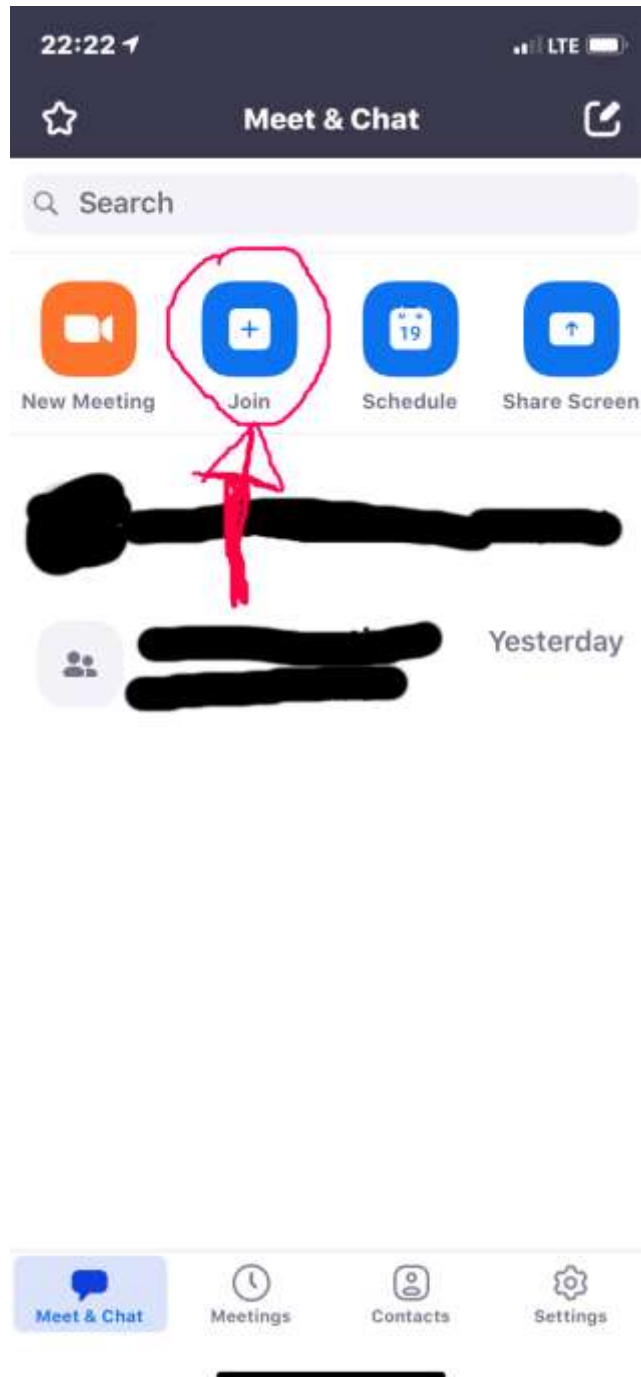 22:22 LTE
Meet & Chat
Search
19
New Meeting Join Schedule Share Screen
Yesterday
Meet & Chat Meetings Contacts Settings